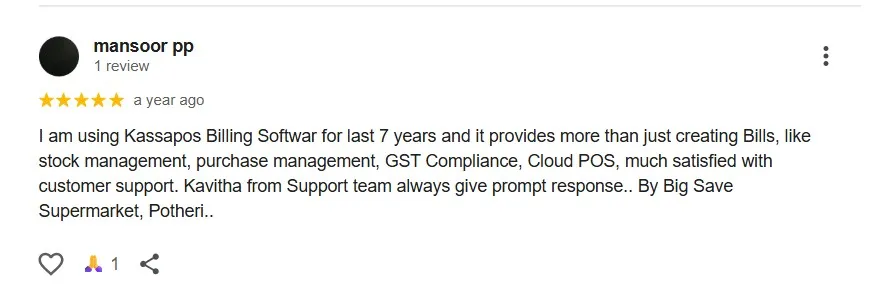 mansoor pp
1 review
a year ago
I am using Kassapos Billing Softwar for last 7 years and it provides more than just creating Bills, like
stock management, purchase management, GST Compliance, Cloud POS, much satisfied with
customer support. Kavitha from Support team always give prompt response.. By Big Save
Supermarket, Potheri..
1